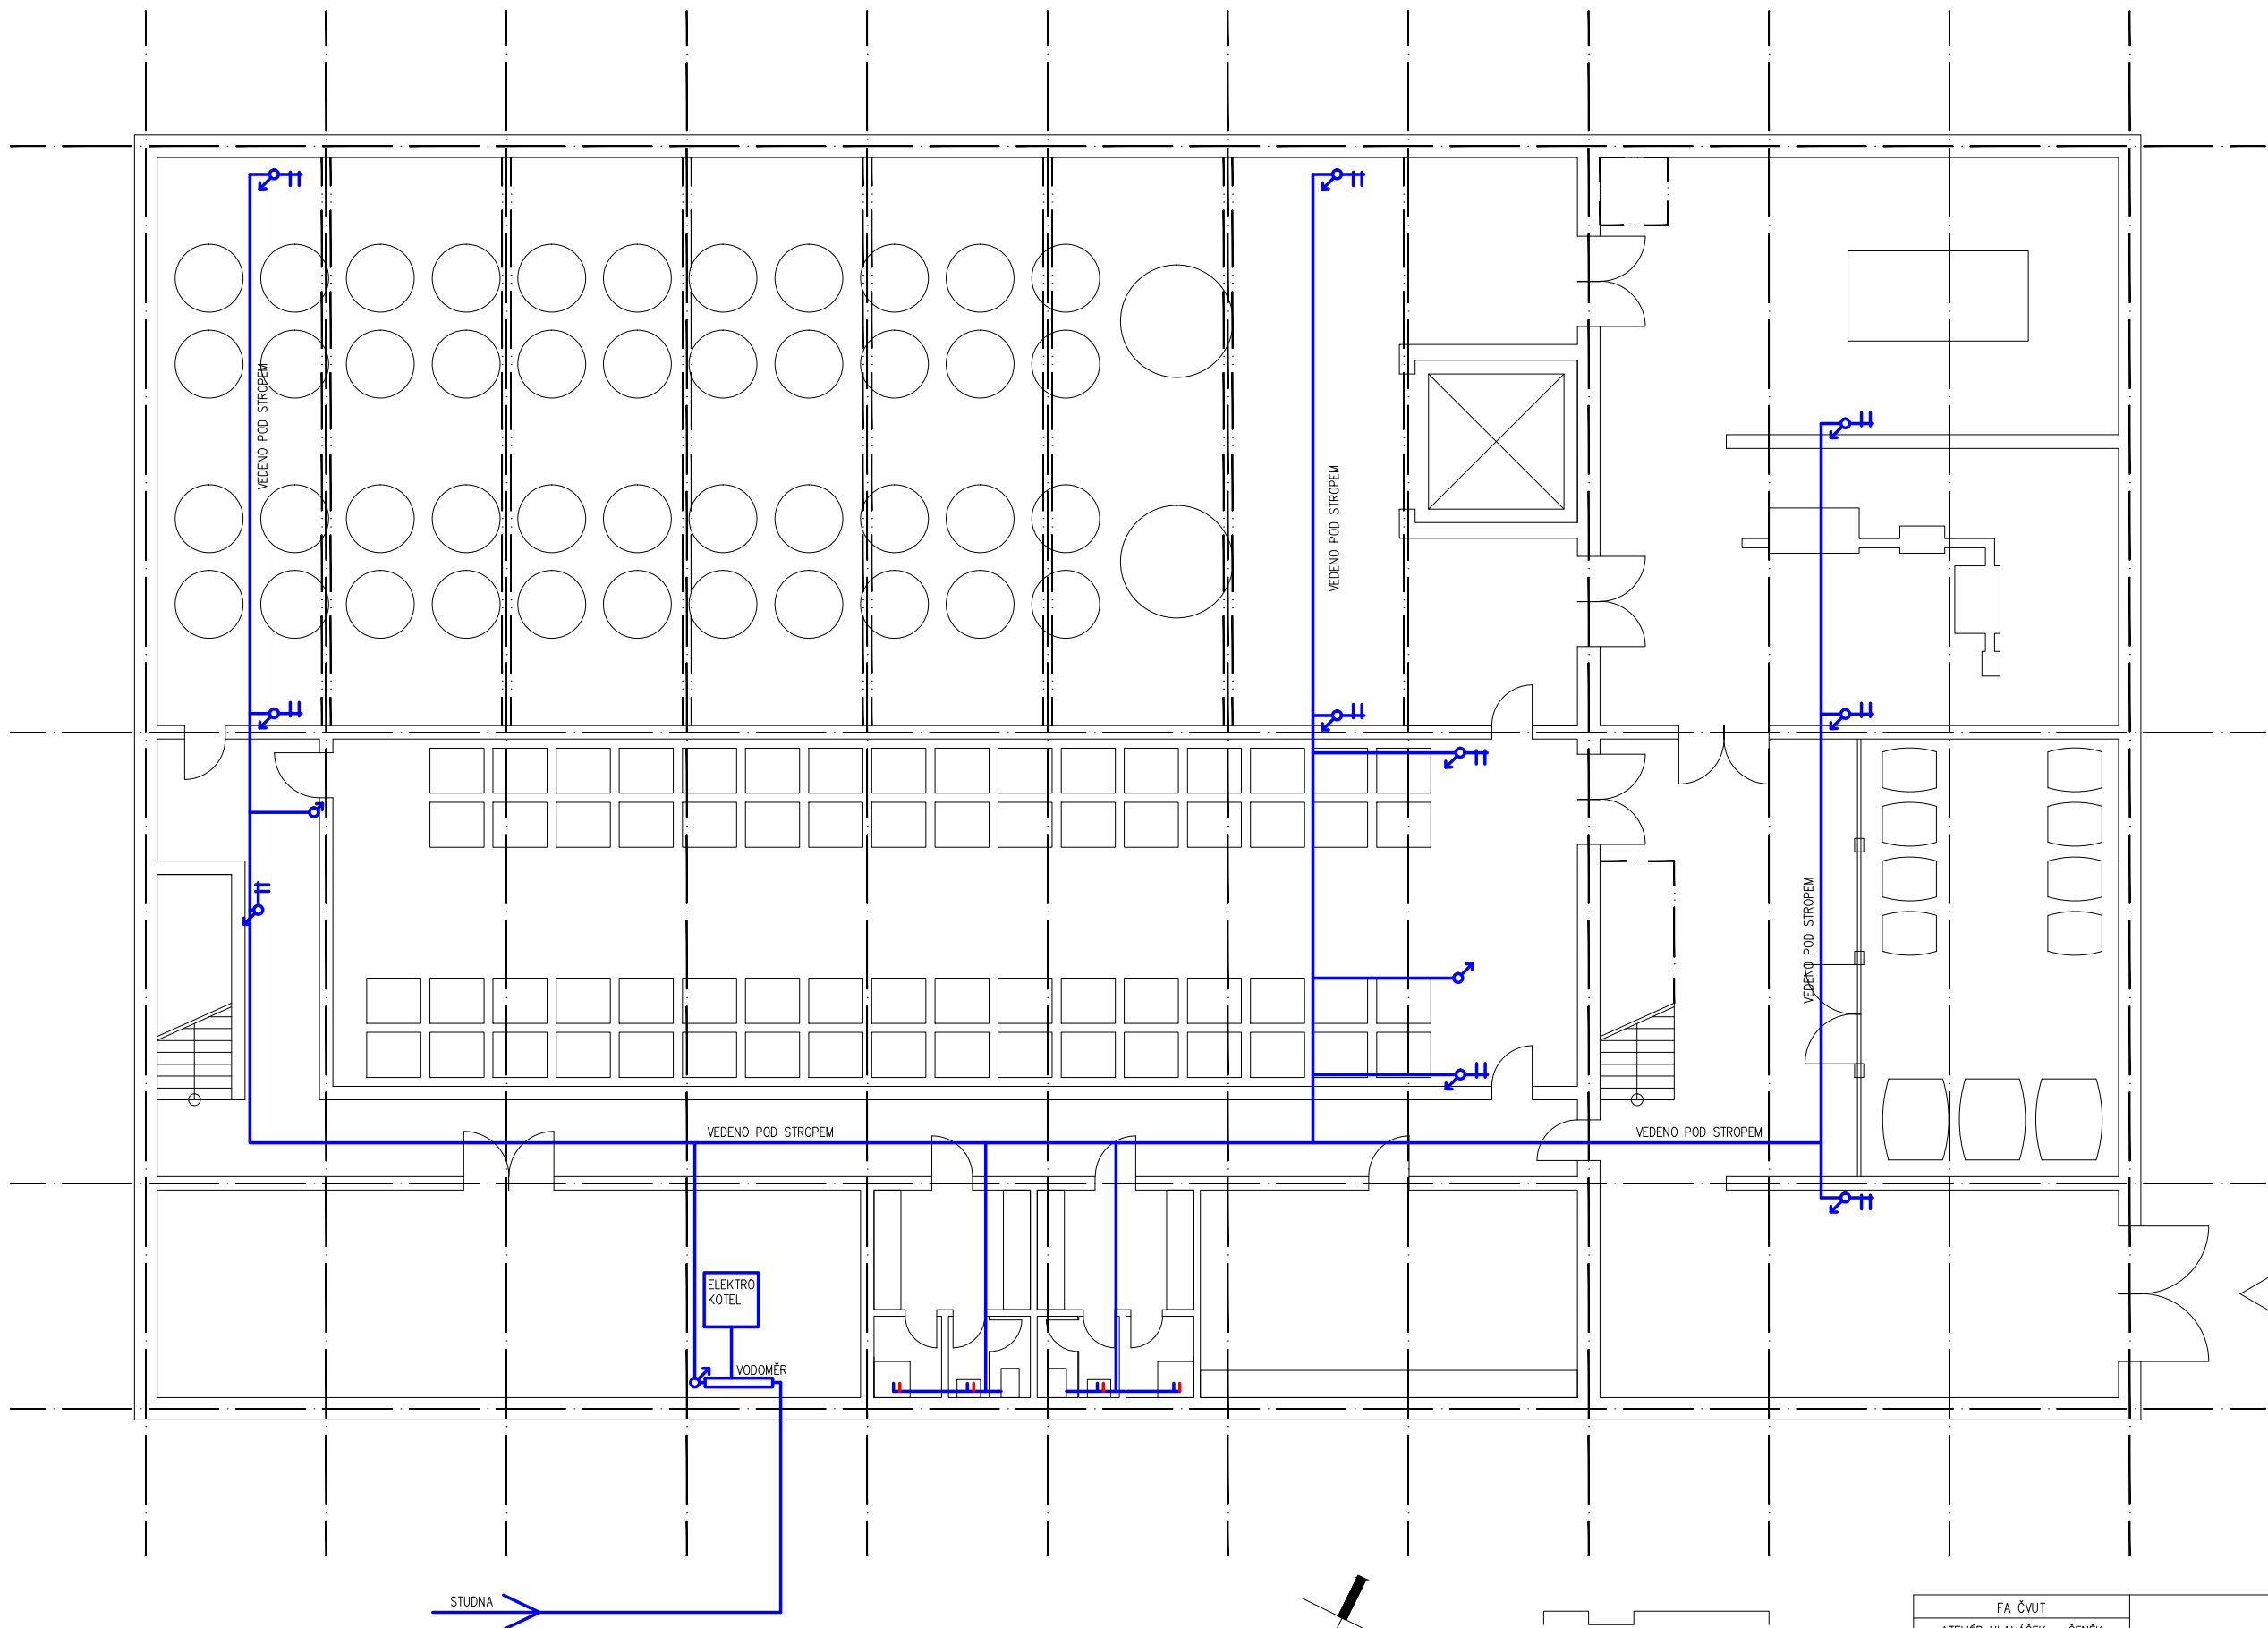 VEDENO POD STROPEM
VEDENO POD STROPEM
VEDENO POD STROPEM
VEDENO POD STROPEM
VEDENO POD STROPEM
ELEKTRO
KOTEL
VODOMĚR
STUDNA
FA ČVUT